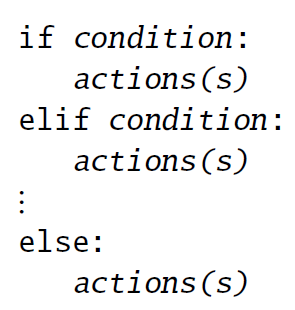 if condition:
actions(s)
elif condition:
actions(s)
⋮
else:
actions(s)